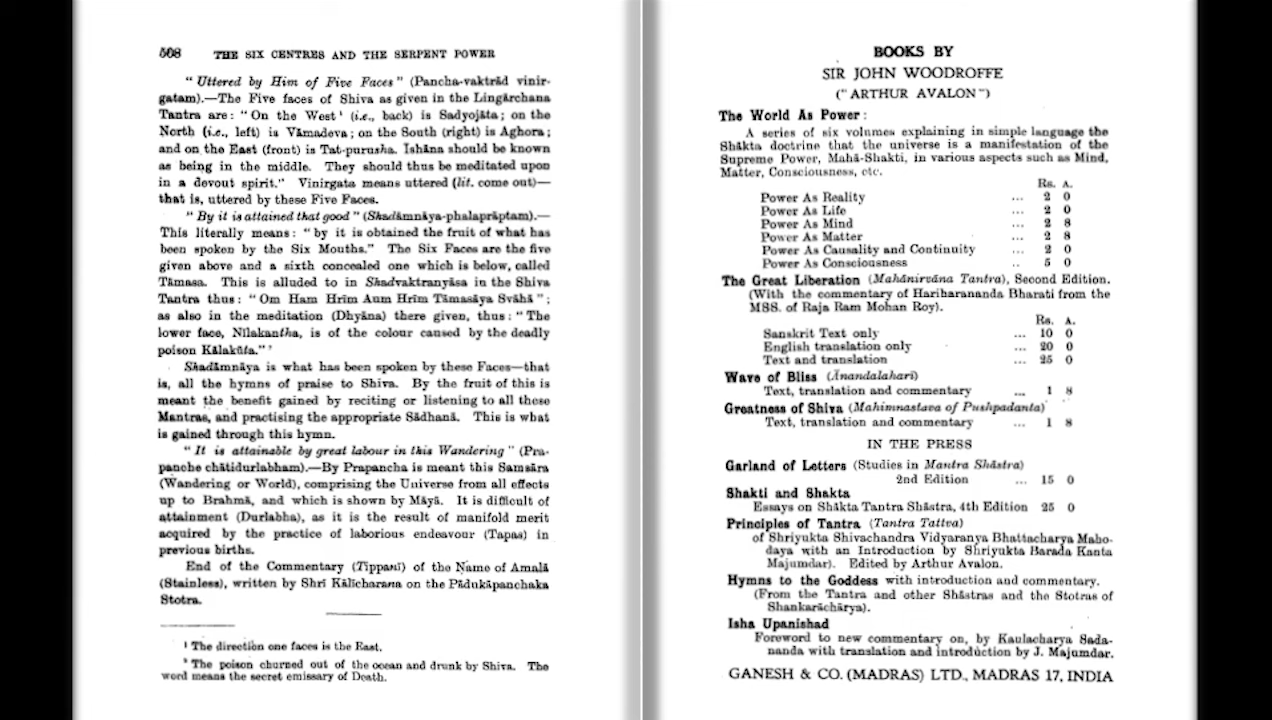 508 THE SIX CENTRES AND THE SERPENT POWER
“ Uttered by Him of Five Faces ” (Pancha-vaktrād vinir-
gatam).—The Five faces of Shiva as given in the Lingārchana
Tantra are: “ On the West¹ (i.e., back) is Sadyojāta; on the
North (i.e., left) is Vāmadeva; on the South (right) is Aghora;
and on the East (front) is Tat-purusha. Īshāna should be known
as being in the middle. They should thus be meditated upon
in a devout spirit.” Vinirgata means uttered (lit. come out)—
that is, uttered by these Five Faces.
“ By it is attained that good ” (Shadāmnāya-phalaprāptam).—
This literally means: “ by it is obtained the fruit of what has
been spoken by the Six Mouths.” The Six Faces are the five
given above and a sixth concealed one which is below, called
Tāmasa. This is alluded to in Shadvaktranyāsa in the Shiva
Tantra thus: “ Om Ham Hrīm Aum Hrīm Tāmasāya Svāhā ”;
as also in the meditation (Dhyāna) there given, thus: “ The
lower face, Nīlakantha, is of the colour caused by the deadly
poison Kālakūta.” ²
Shadāmnāya is what has been spoken by these Faces—that
is, all the hymns of praise to Shiva. By the fruit of this is
meant the benefit gained by reciting or listening to all these
Mantras, and practising the appropriate Sādhanā. This is what
is gained through this hymn.
“ It is attainable by great labour in this Wandering ” (Pra-
panche chātidurlabham).—By Prapancha is meant this Samsāra
(Wandering or World), comprising the Universe from all effects
up to Brahmā, and which is shown by Māyā. It is difficult of
attainment (Durlabha), as it is the result of manifold merit
acquired by the practice of laborious endeavour (Tapas) in
previous births.
End of the Commentary (Tippanī) of the Name of Amalā
(Stainless), written by Shrī Kālīcharana on the Pādukāpanchaka
Stotra.
¹ The direction one faces is the East.
² The poison churned out of the ocean and drunk by Shiva. The
word means the secret emissary of Death.
BOOKS BY
SIR JOHN WOODROFFE
(“ ARTHUR AVALON ”)
The World As Power :
A series of six volumes explaining in simple language the
Shākta doctrine that the universe is a manifestation of the
Supreme Power, Mahā-Shakti, in various aspects such as Mind,
Matter, Consciousness, etc.
Rs. A.
Power As Reality ... 2 0
Power As Life ... 2 0
Power As Mind ... 2 8
Power As Matter ... 2 8
Power As Causality and Continuity ... 2 0
Power As Consciousness .. 5 0
The Great Liberation (Mahānirvāna Tantra), Second Edition.
(With the commentary of Hariharananda Bharati from the
MSS. of Raja Ram Mohan Roy).
Rs. A.
Sanskrit Text only ... 10 0
English translation only ... 20 0
Text and translation ... 25 0
Wave of Bliss (Ānandalaharī)
Text, translation and commentary ... 1 8
Greatness of Shiva (Mahimnastava of Pushpadanta)
Text, translation and commentary ... 1 8
IN THE PRESS
Garland of Letters (Studies in Mantra Shāstra)
2nd Edition ... 15 0
Shakti and Shakta
Essays on Shākta Tantra Shāstra, 4th Edition 25 0
Principles of Tantra (Tantra Tattva)
of Shriyukta Shivachandra Vidyaranya Bhattacharya Maho-
daya with an Introduction by Shriyukta Barada Kanta
Majumdar). Edited by Arthur Avalon.
Hymns to the Goddess with introduction and commentary.
(From the Tantra and other Shāstras and the Stotras of
Shankarāchārya).
Isha Upanishad
Foreword to new commentary on, by Kaulacharya Sada-
nanda with translation and introduction by J. Majumdar.
GANESH & CO. (MADRAS) LTD., MADRAS 17, INDIA